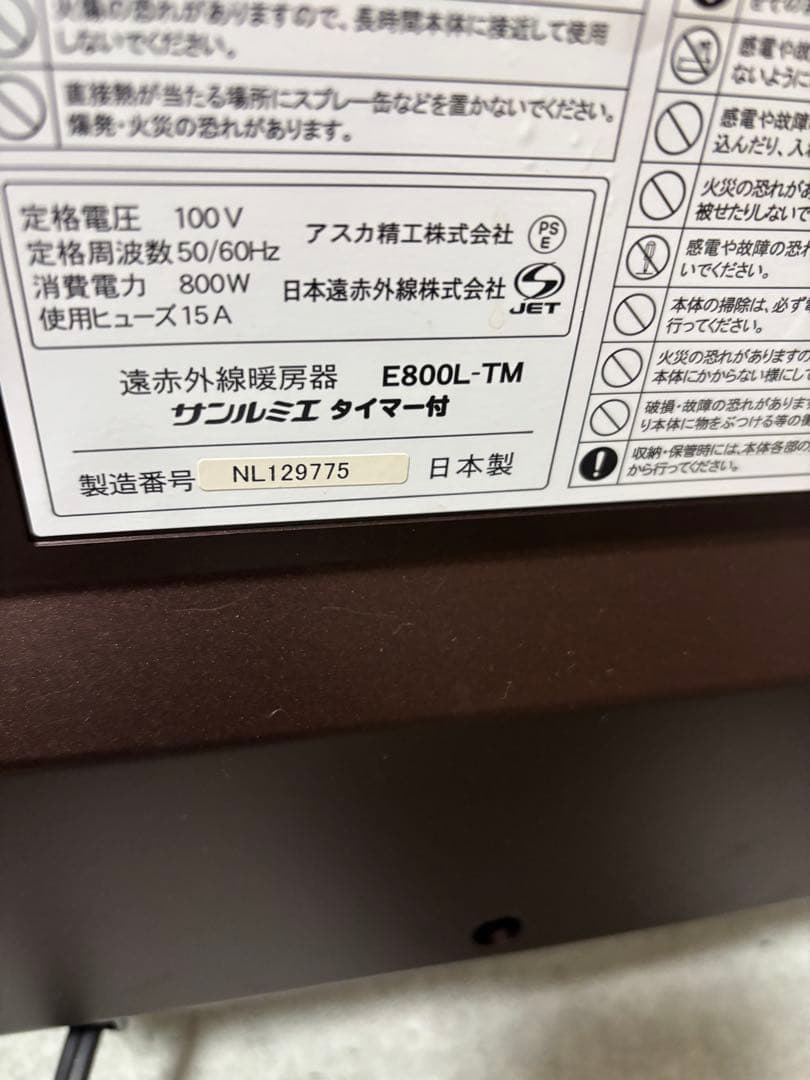 火傷の恐れがありますので、長時間本体に接近して使用
しないでください。
直接熱が当たる場所にスプレー缶などを置かないでください。
爆発・火災の恐れがあります。
定格電圧 100V
定格周波数 50/60Hz
消費電力 800W
使用ヒューズ 15A
アスカ精工株式会社
PS
E
日本遠赤外線株式会社
JET
遠赤外線暖房器 E800L-TM
サンルミエ タイマー付
製造番号 NL129775 日本製
感電や故
ないように
感電や故障
込んだり、入
火災の恐れがあ
被せたりしないで
感電や故障の恐れ
いでください。
本体の掃除は、必ず電
行ってください。
火災の恐れがありますの
本体にかからない様にして
破損・故障の恐れがあります
り本体に物をぶつける等の衝
収納・保管時には、本体各部の
から行ってください。